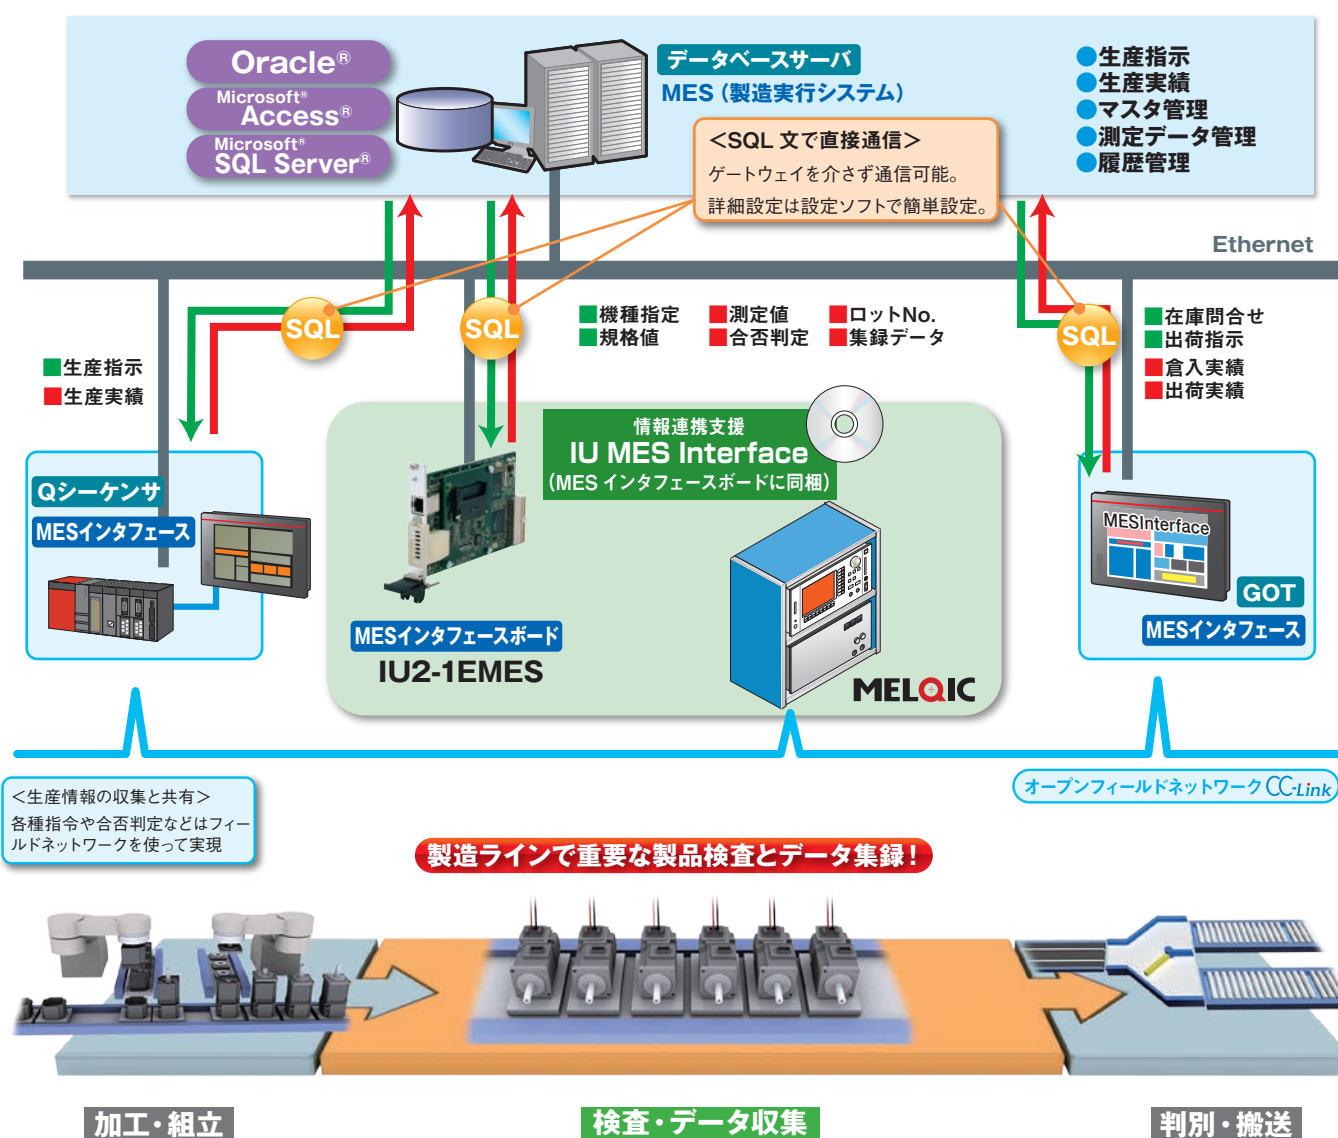 Oracle®
Microsoft®
Access®
Microsoft®
SQL Server®
データベースサーバ
MES（製造実行システム）
●生産指示
●生産実績
●マスタ管理
●測定データ管理
●履歴管理
＜SQL 文で直接通信＞
ゲートウェイを介さず通信可能。
詳細設定は設定ソフトで簡単設定。
Ethernet
SQL
SQL
SQL
■生産指示
■生産実績
■機種指定 ■測定値 ■ロットNo.
■規格値 ■合否判定 ■集録データ
■在庫問合せ
■出荷指示
■倉入実績
■出荷実績
情報連携支援
IU MES Interface
（MES インタフェースボードに同梱）
Qシーケンサ
MESインタフェース
MESインタフェースボード
IU2-1EMES
MELQIC
MESInterface
GOT
MESインタフェース
＜生産情報の収集と共有＞
各種指令や合否判定などはフィー
ルドネットワークを使って実現
オープンフィールドネットワーク CC-Link
製造ラインで重要な製品検査とデータ集録！
加工・組立
検査・データ収集
判別・搬送